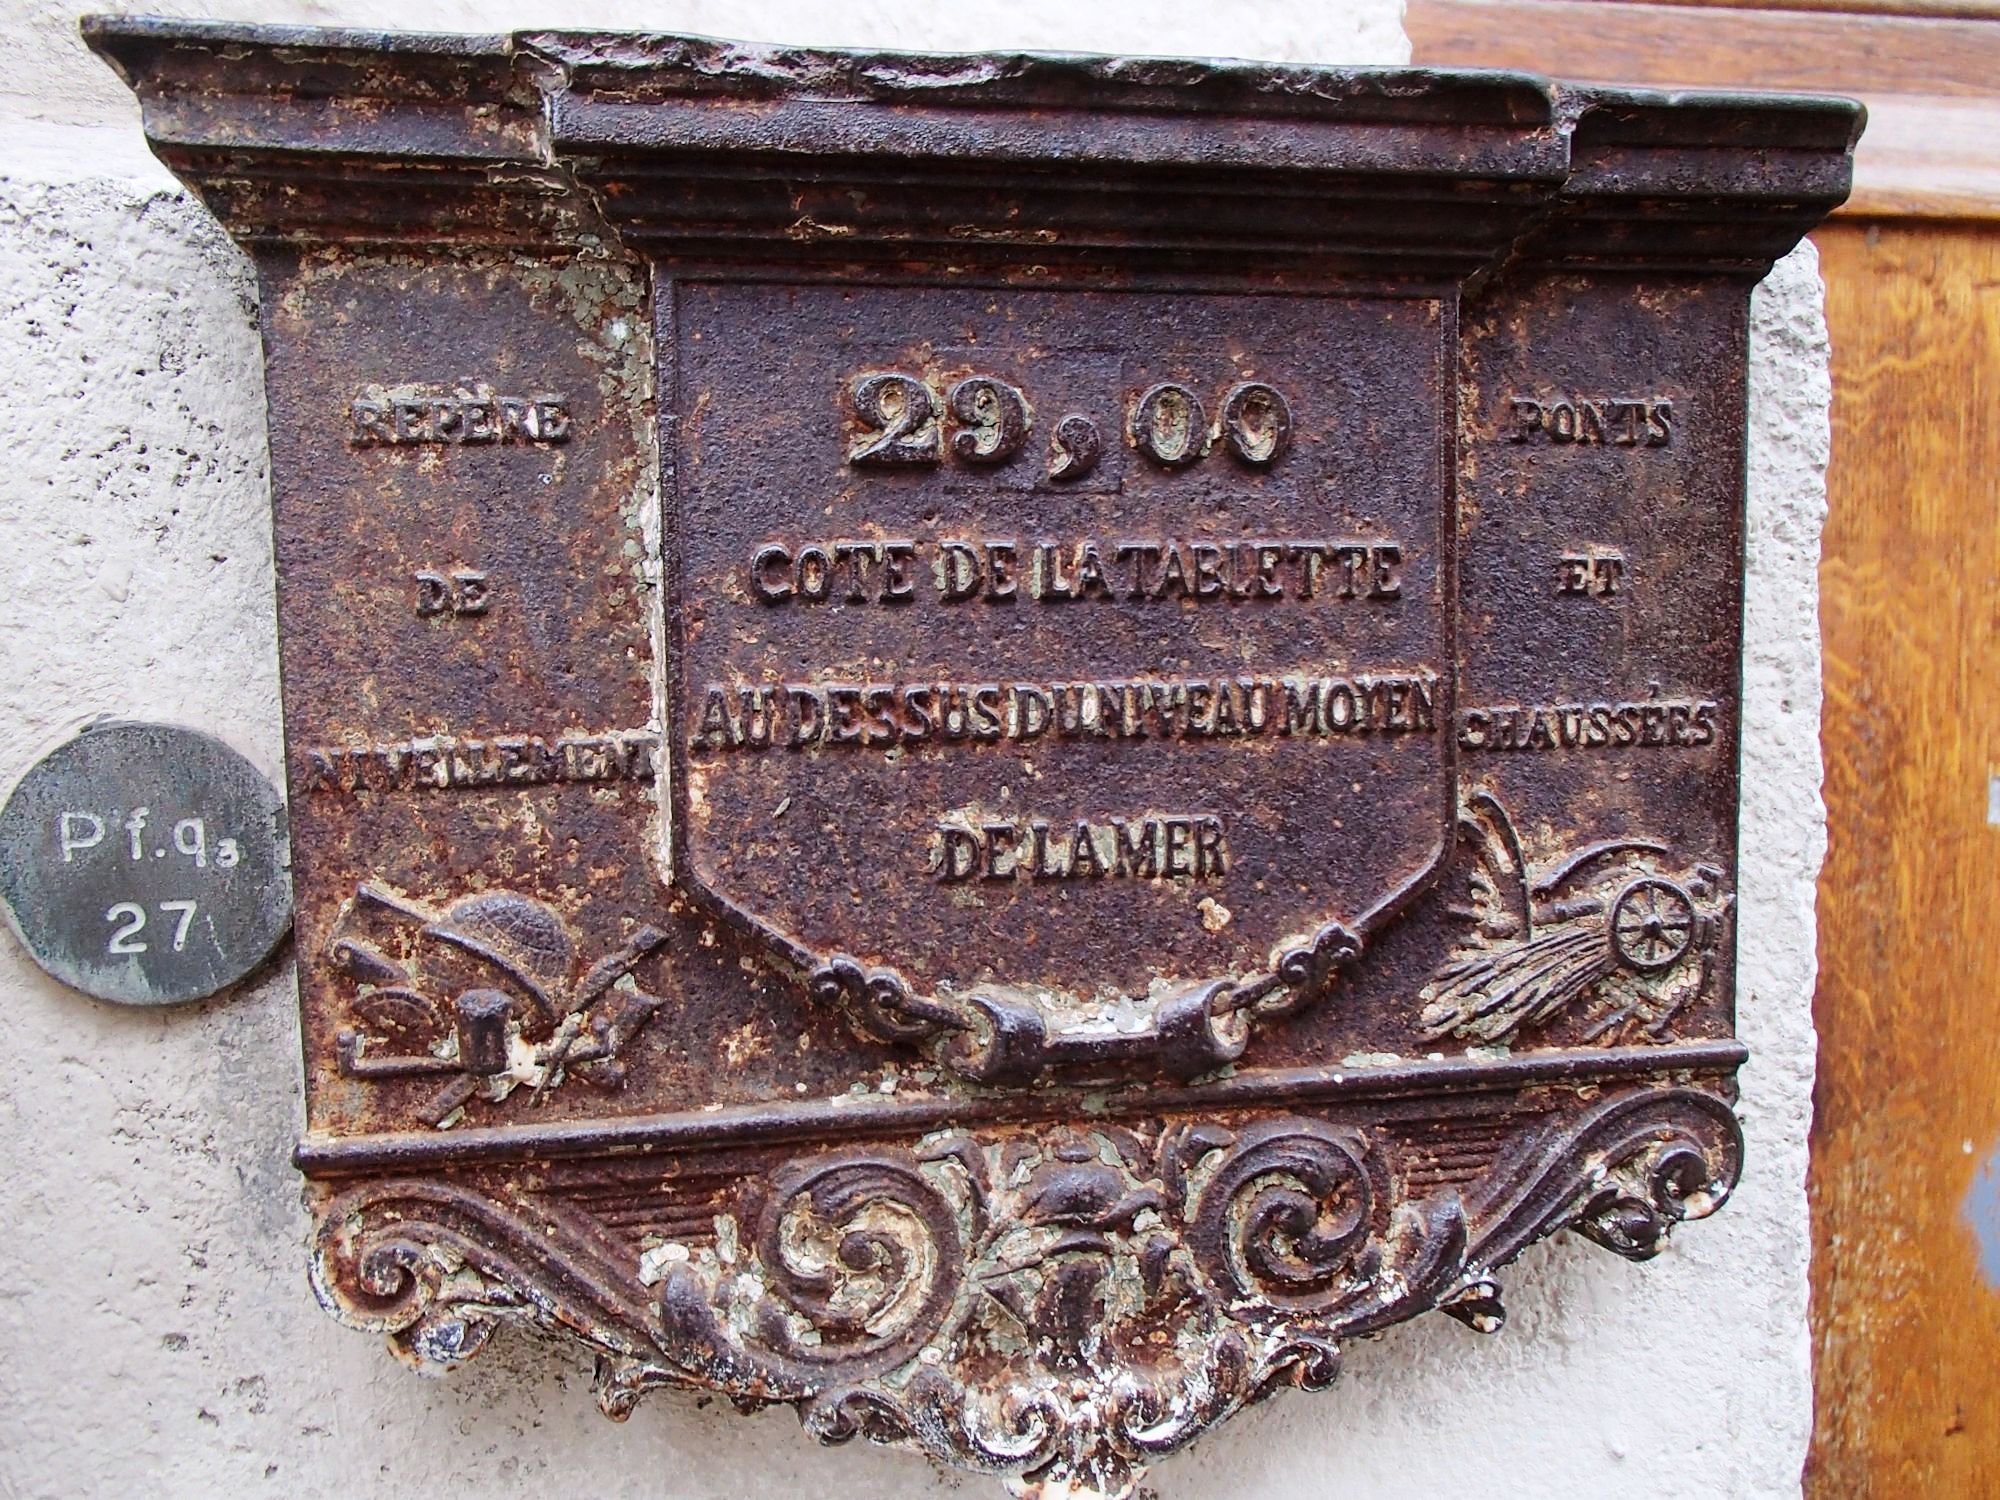 REPÈRE
DE
NIVELLEMENT
29,00
COTE DE LA TABLETTE
AU DESSUS DU NIVEAU MOYEN
DE LA MER
PONTS
ET
CHAUSSÉES
P'f.q3
27